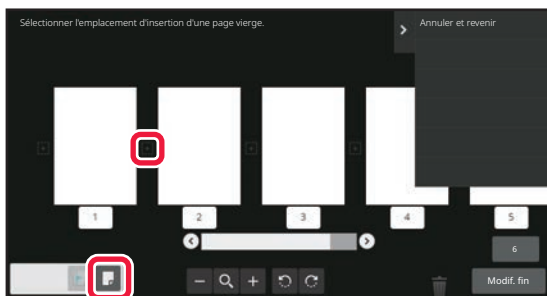 Sélectionner l'emplacement d'insertion d'une page vierge.
Annuler et revenir
1
2
3
4
5
6
Modif. fin